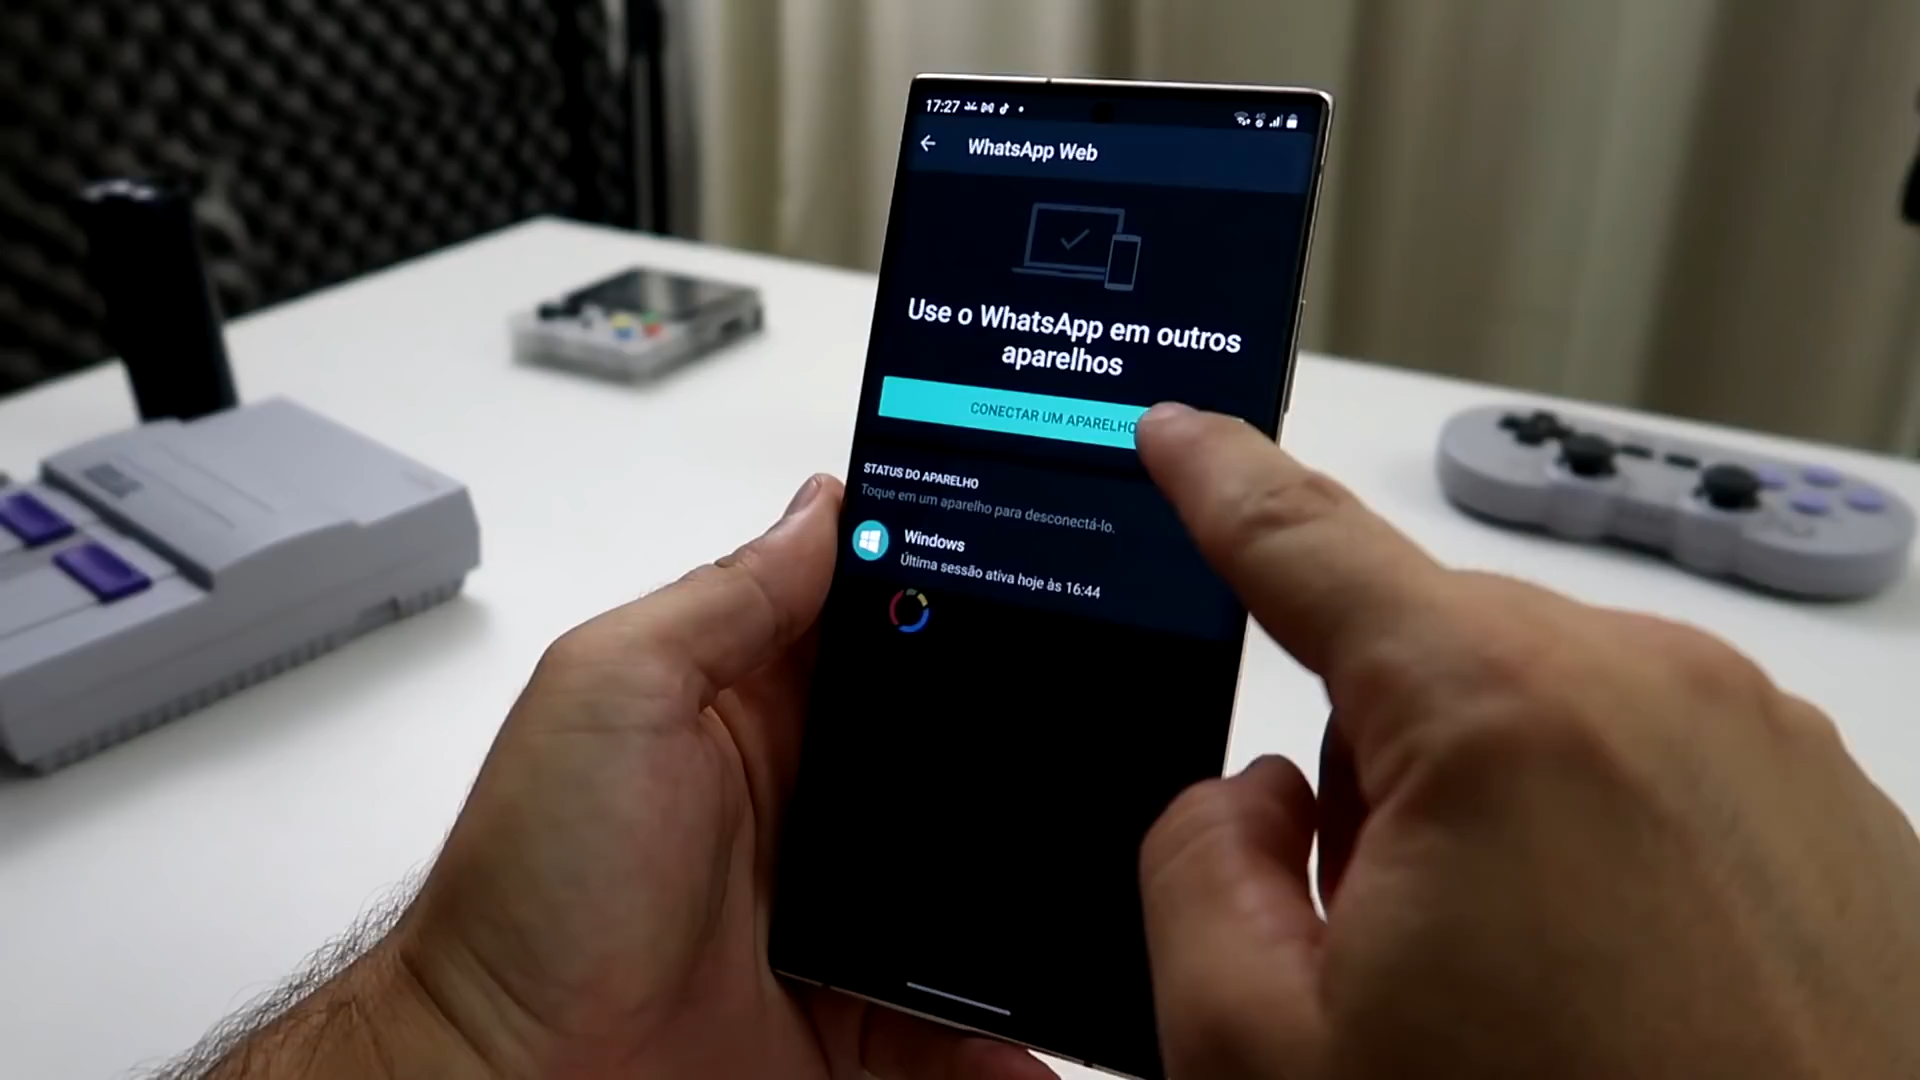 17:27
WhatsApp Web
Use o WhatsApp em outros
aparelhos
CONECTAR UM APARELHO
STATUS DO APARELHO
Toque em um aparelho para desconectá-lo.
Windows
Última sessão ativa hoje às 16:44